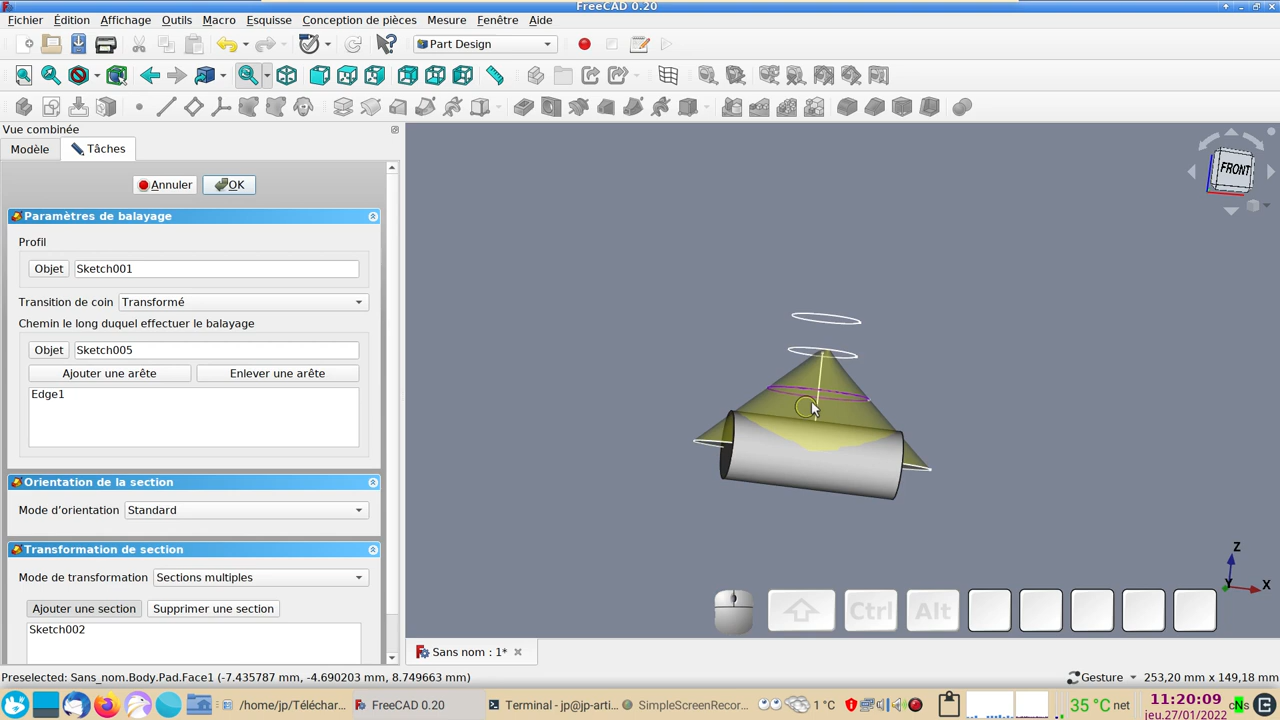 FreeCAD 0.20
Fichier Édition Affichage Outils Macro Esquisse Conception de pièces Mesure Fenêtre Aide
Part Design
Vue combinée
Modèle Tâches
Annuler OK
Paramètres de balayage
Profil
Objet Sketch001
Transition de coin Transformé
Chemin le long duquel effectuer le balayage
Objet Sketch005
Ajouter une arête Enlever une arête
Edge1
Orientation de la section
Mode d'orientation Standard
Transformation de section
Mode de transformation Sections multiples
Ajouter une section Supprimer une section
Sketch002
FRONT
Z
Y
X
Ctrl Alt
Sans nom : 1*
Preselected: Sans_nom.Body.Pad.Face1 (-7.435787 mm, -4.690203 mm, 8.749663 mm)
Gesture 253,20 mm x 149,18 mm
/home/jp/Téléchar... FreeCAD 0.20 Terminal - jp@jp-arti... SimpleScreenRecor... 1 °C 35 °C net 11:20:09
jeu.27/01/2022